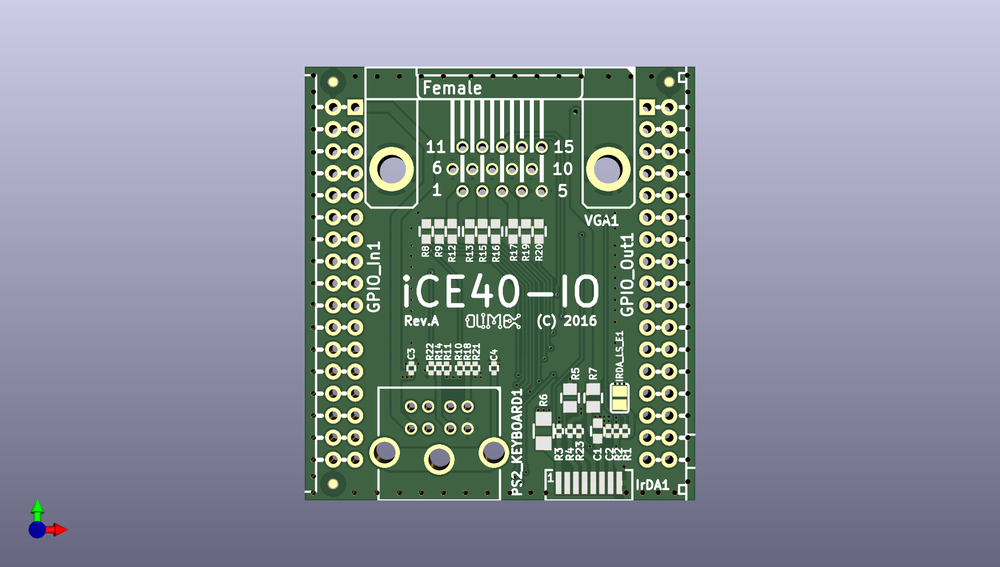 Female
11 15
6 10
1 5
VGA1
R8 R9 R12 R13 R15 R16 R17 R19 R20
GPIO_In1
GPIO_Out1
iCE40-IO
Rev.A OLIMEX (C) 2016
C3 R22 R14 R11 R10 R18 R21 C4
IRDA_LS_E1
R5 R7
R6
PS2_KEYBOARD1
R3 R4 R23 C1 C2 R2 R1
1
IrDA1